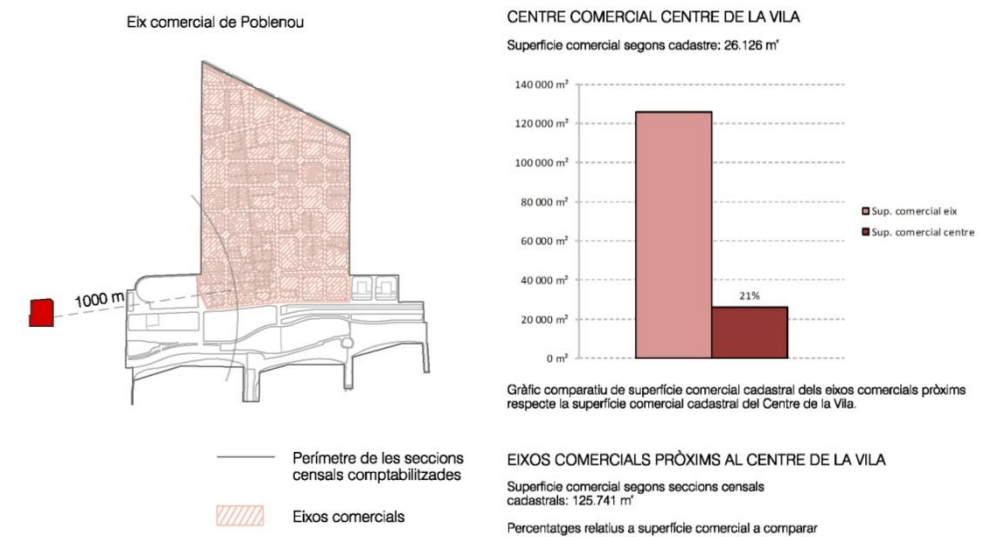 Eix comercial de Poblenou
1000 m
Perímetre de les seccions
censals comptabilitzades
Eixos comercials
CENTRE COMERCIAL CENTRE DE LA VILA
Superficie comercial segons cadastre: 26.126 m²
140 000 m²
120 000 m²
100 000 m²
80 000 m²
60 000 m²
40 000 m²
20 000 m²
0 m²
21%
Sup. comercial eix
Sup. comercial centre
Gràfic comparatiu de superfície comercial cadastral dels eixos comercials pròxims
respecte la superfície comercial cadastral del Centre de la Vila.
EIXOS COMERCIALS PRÒXIMS AL CENTRE DE LA VILA
Superficie comercial segons seccions censals
cadastrals: 125.741 m²
Percentatges relatius a superfície comercial a comparar